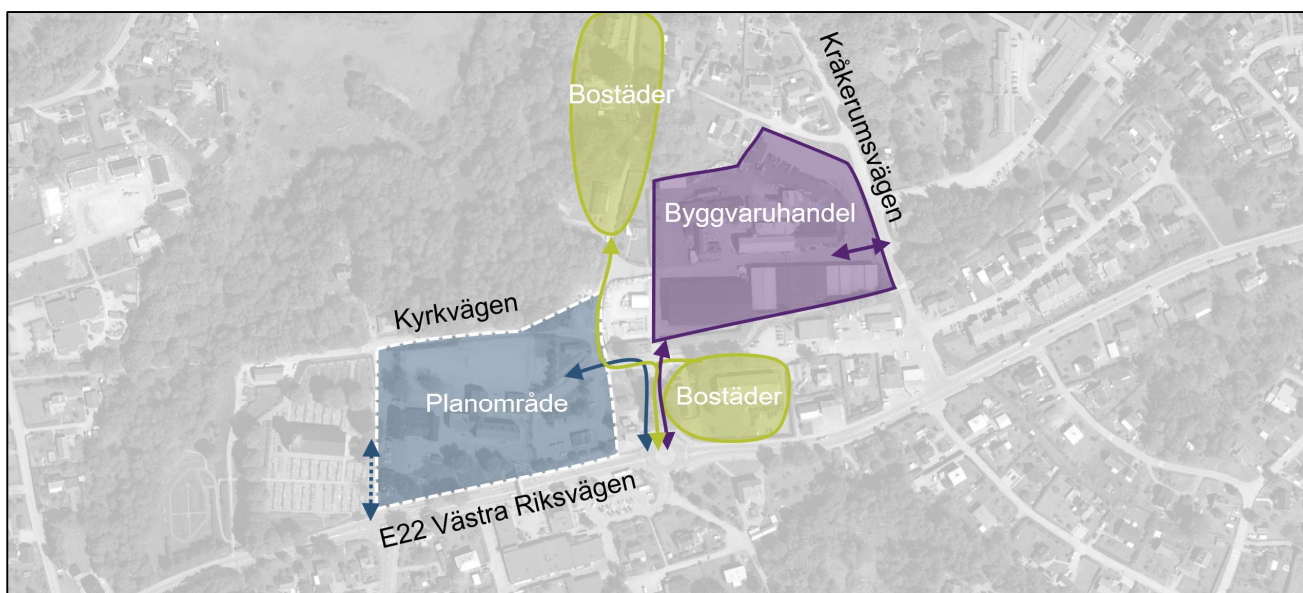 Bostäder
Kråkerumsvägen
Byggvaruhandel
Kyrkvägen
Planområde
Bostäder
E22 Västra Riksvägen